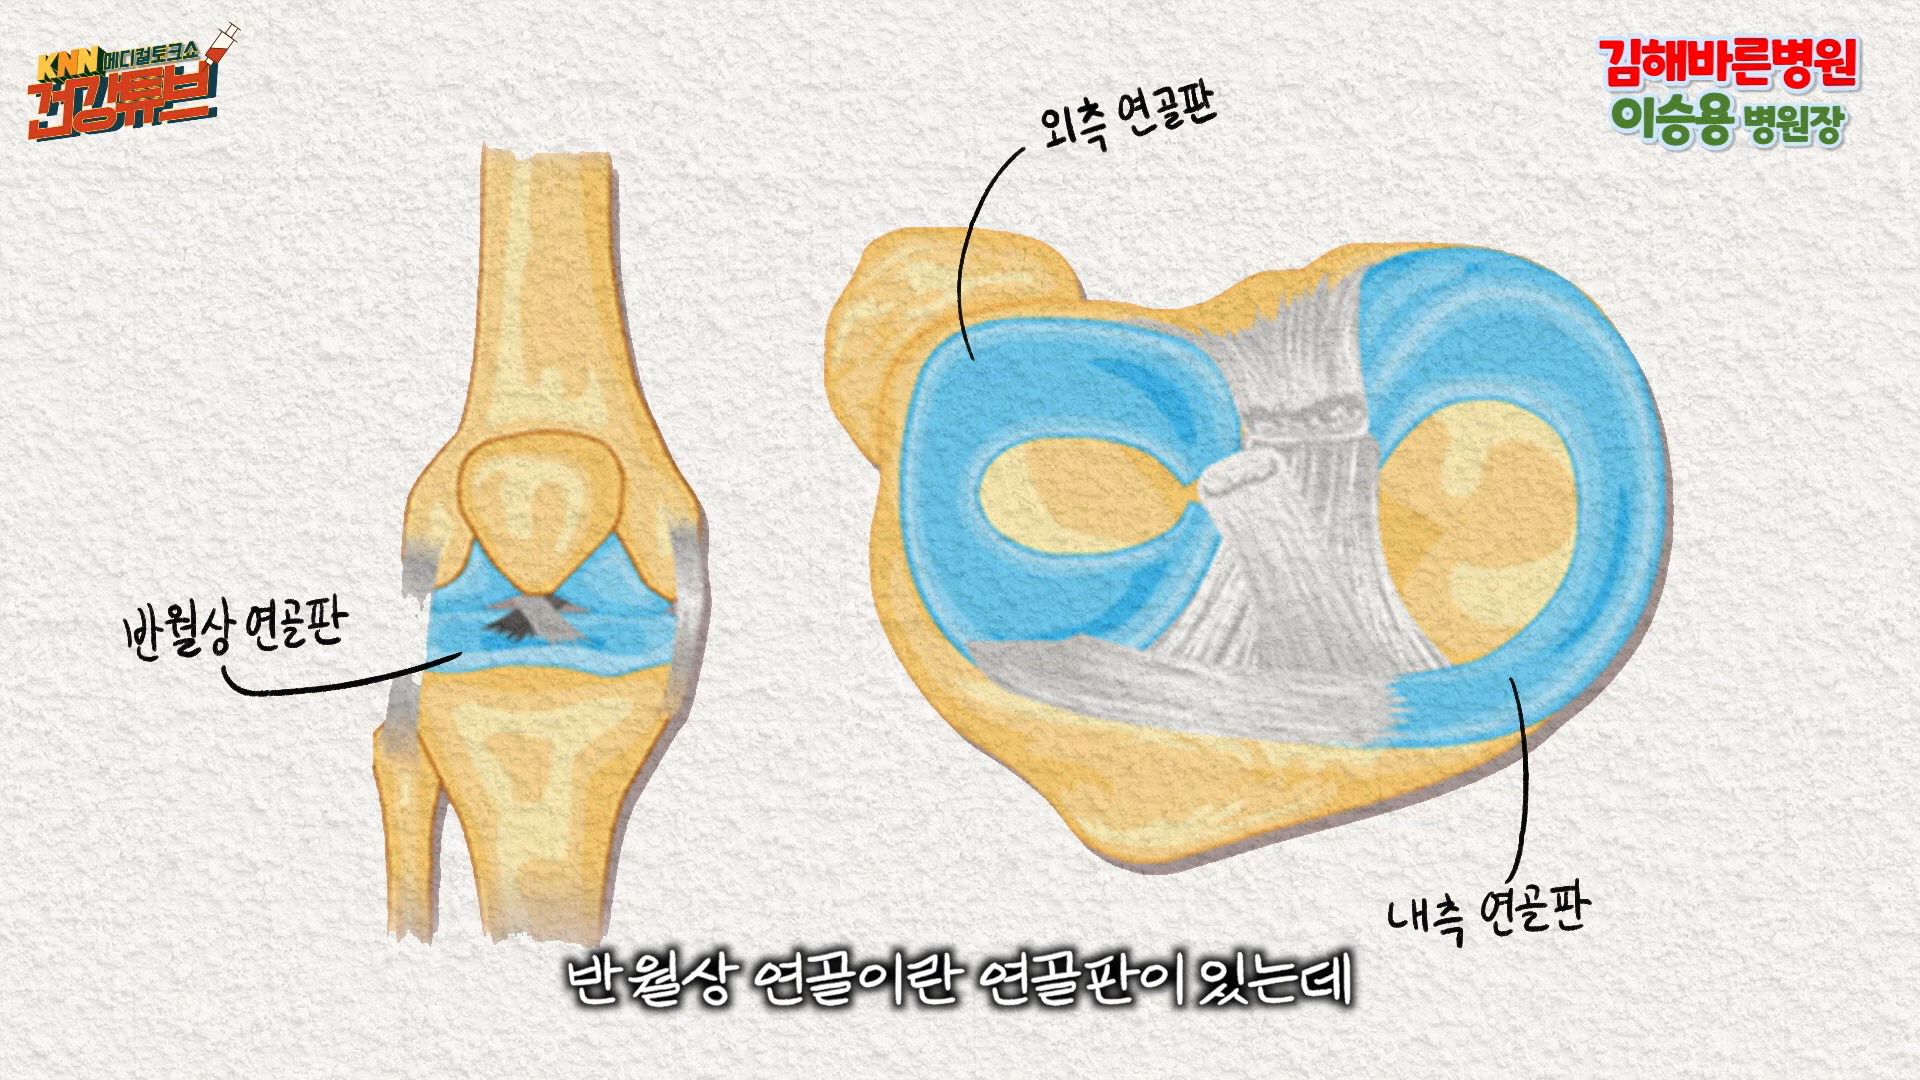 KNN 메디컬토크쇼
건강튜브
김해바른병원
이승용 병원장
외측 연골판
반월상 연골판
내측 연골판
반월상 연골이란 연골판이 있는데